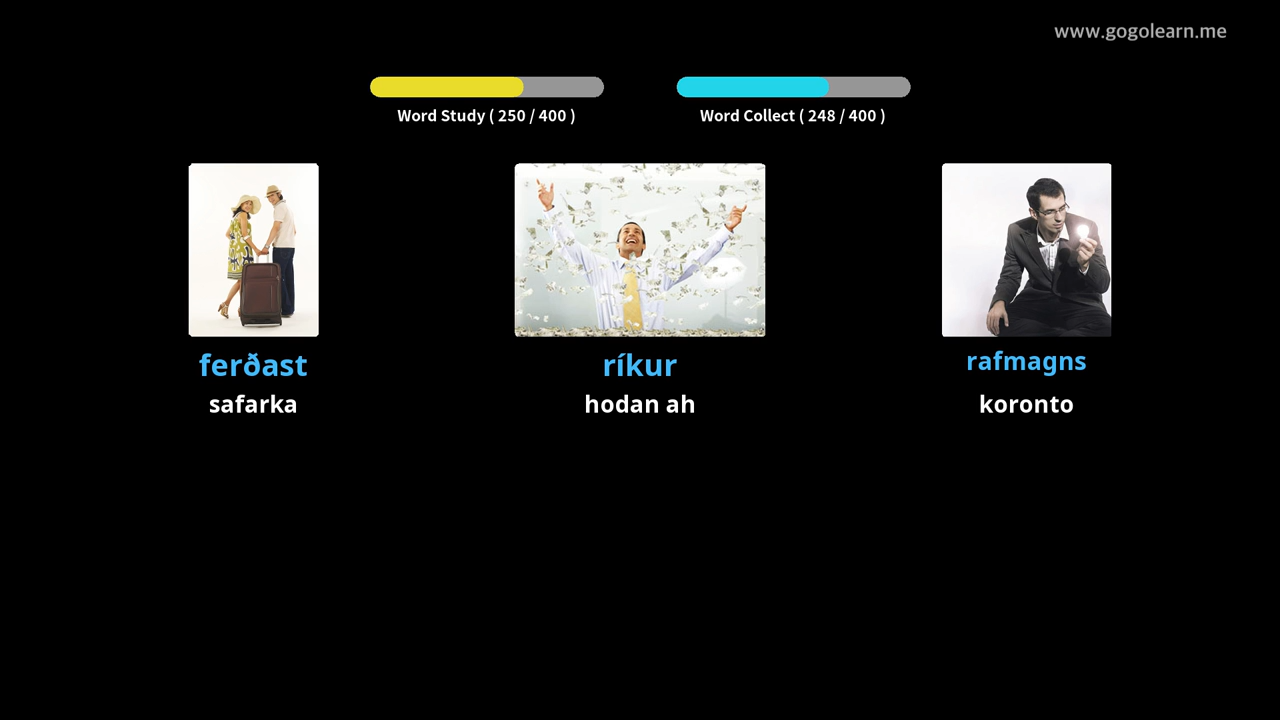 www.gogolearn.me
Word Study ( 250 / 400 )
Word Collect ( 248 / 400 )
ferðast
ríkur
rafmagns
safarka
hodan ah
koronto